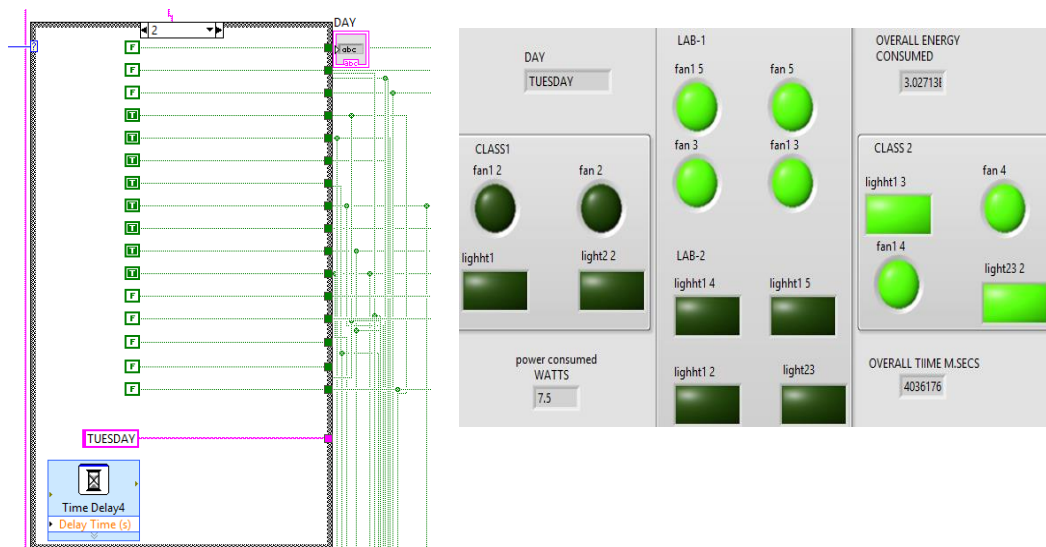 DAY
2
?
F
abc
abc
F
F
T
T
T
T
T
T
T
T
F
F
F
F
F
TUESDAY
Time Delay4
Delay Time (s)
DAY
TUESDAY
LAB-1
fan1 5
fan 5
fan 3
fan1 3
OVERALL ENERGY
CONSUMED
3.02713
CLASS1
fan1 2
fan 2
lighht1
light2 2
LAB-2
lighht1 4
lighht1 5
lighht1 2
light23
CLASS 2
lighht1 3
fan 4
fan1 4
light23 2
power consumed
WATTS
7.5
OVERALL TIIME M.SECS
4036176